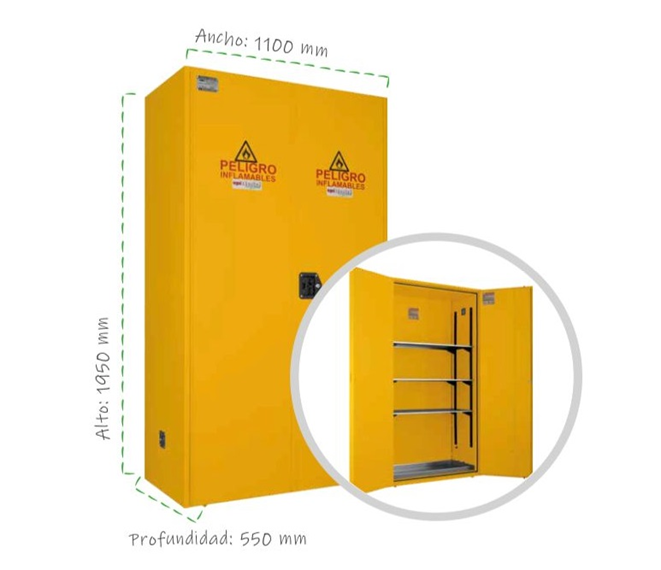 Ancho: 1100 mm
PELIGRO
INFLAMABLES
PELIGRO
INFLAMABLES
Alto: 1950 mm
Profundidad: 550 mm